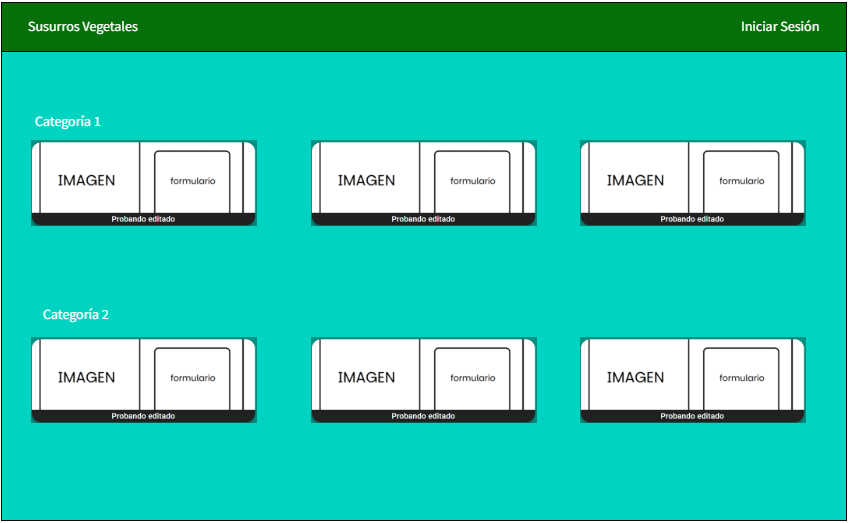 Susurros Vegetales Iniciar Sesión
Categoría 1
IMAGEN formulario IMAGEN formulario IMAGEN formulario
Probando editado Probando editado Probando editado
Categoría 2
IMAGEN formulario IMAGEN formulario IMAGEN formulario
Probando editado Probando editado Probando editado